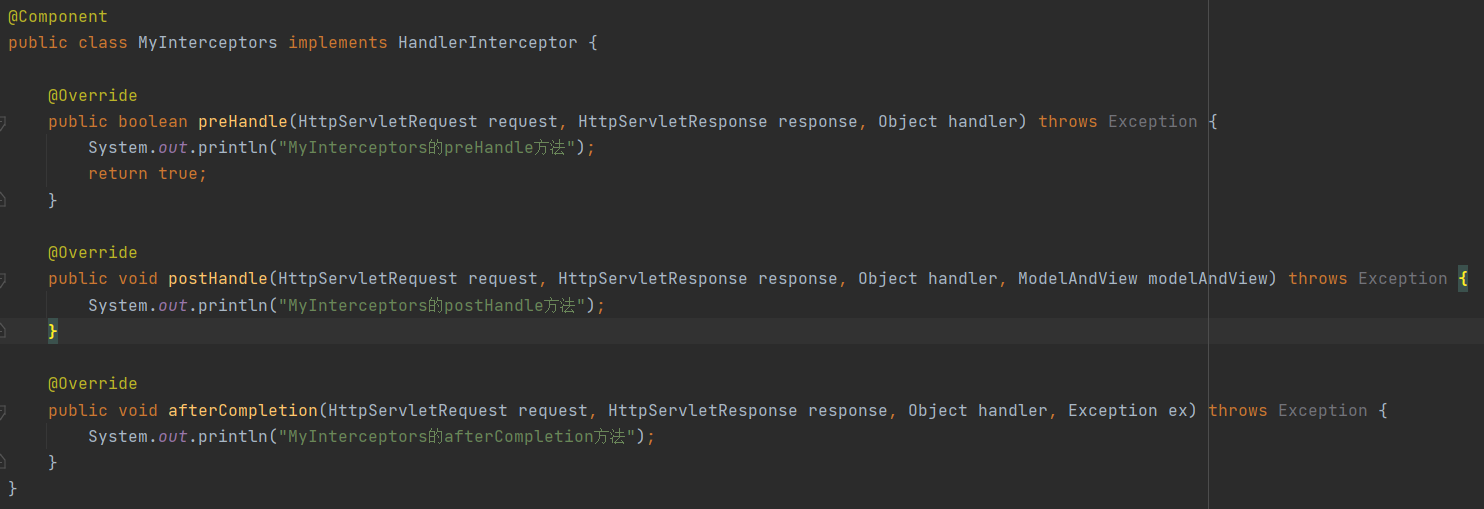 @Component
public class MyInterceptors implements HandlerInterceptor {
@Override
public boolean preHandle(HttpServletRequest request, HttpServletResponse response, Object handler) throws Exception {
System.out.println("MyInterceptors的preHandle方法");
return true;
}
@Override
public void postHandle(HttpServletRequest request, HttpServletResponse response, Object handler, ModelAndView modelAndView) throws Exception {
System.out.println("MyInterceptors的postHandle方法");
}
@Override
public void afterCompletion(HttpServletRequest request, HttpServletResponse response, Object handler, Exception ex) throws Exception {
System.out.println("MyInterceptors的afterCompletion方法");
}
}